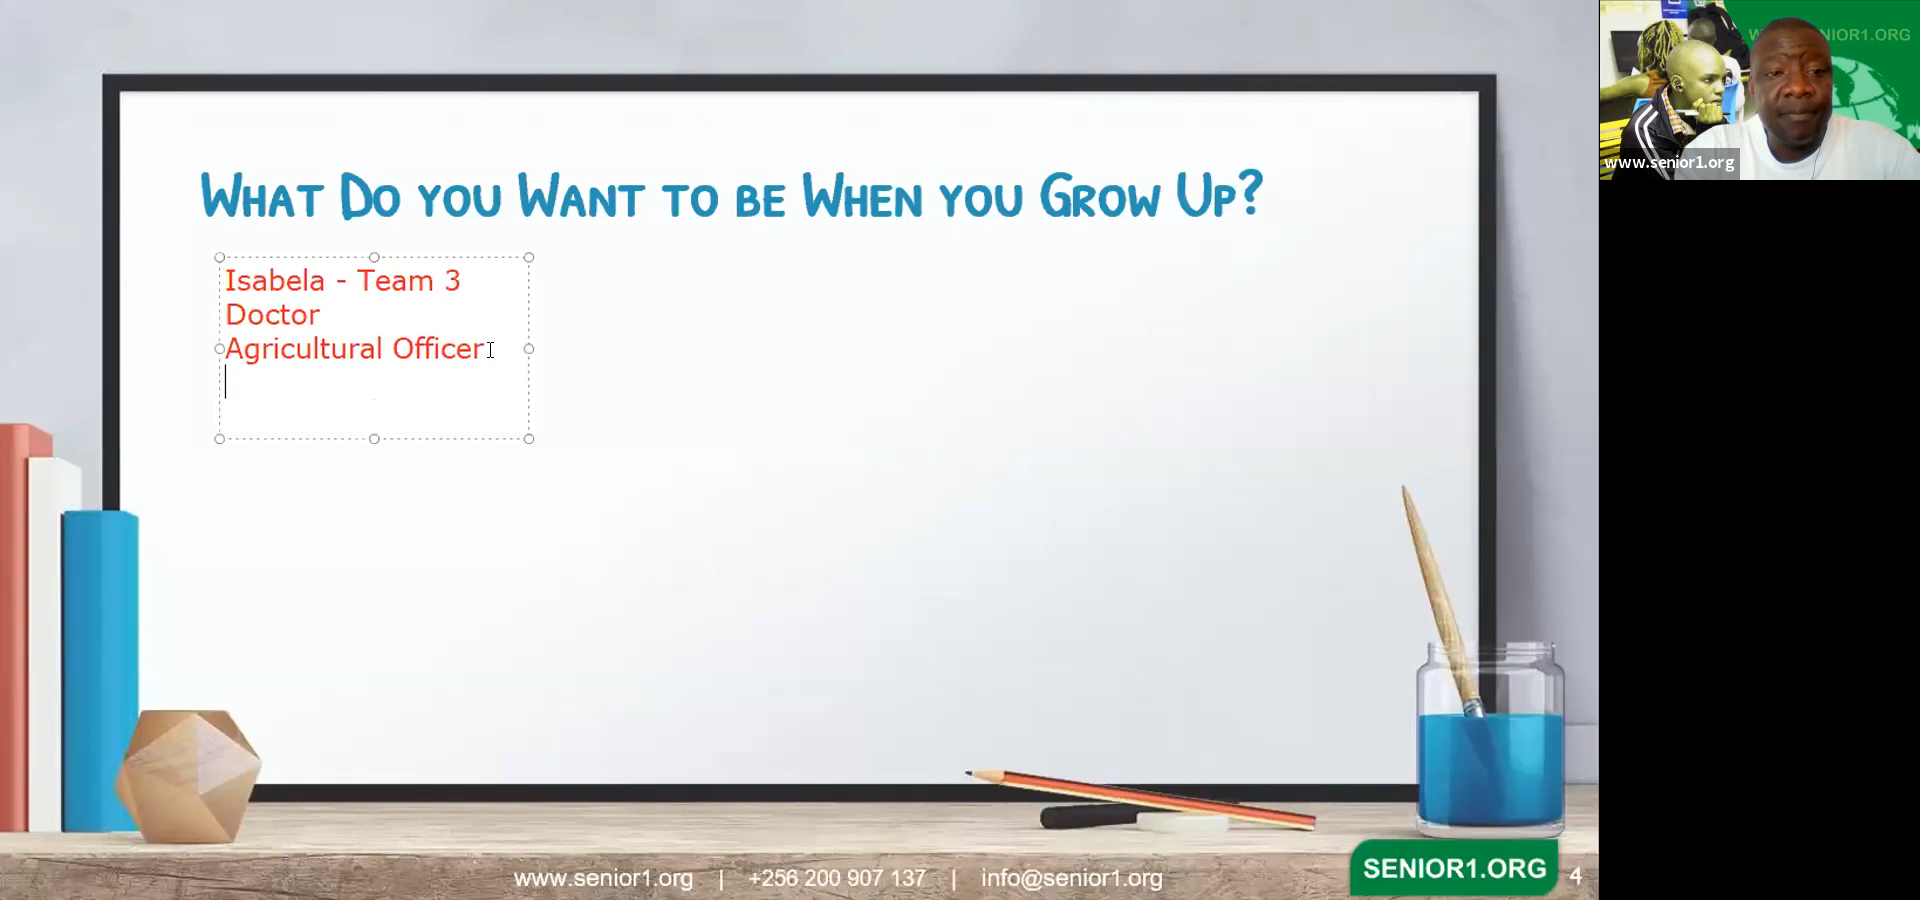 What Do you Want to be When you Grow Up?
Isabela - Team 3
Doctor
Agricultural Officer
www.senior1.org | +256 200 907 137 | info@senior1.org
SENIOR1.ORG
4
www.senior1.org